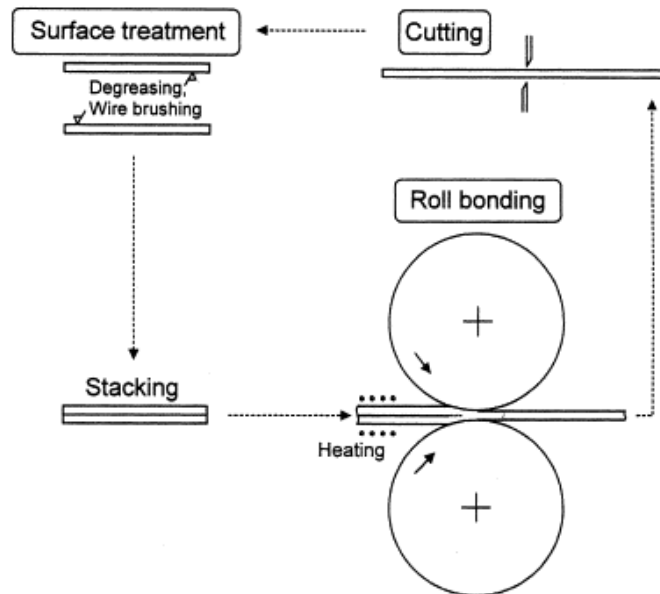 Surface treatment
Cutting
Degreasing,
Wire brushing
Roll bonding
Stacking
Heating